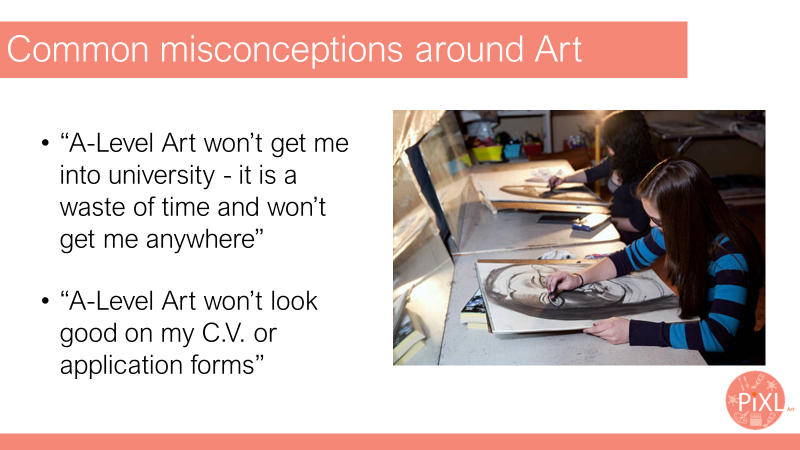 Common misconceptions around Art
• “A-Level Art won’t get me
into university - it is a
waste of time and won’t
get me anywhere”
• “A-Level Art won’t look
good on my C.V. or
application forms”
PiXL
Art